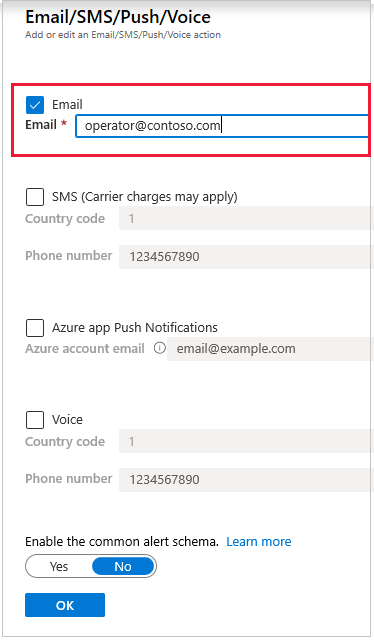 Email/SMS/Push/Voice
Add or edit an Email/SMS/Push/Voice action
Email
Email * operator@contoso.com
SMS (Carrier charges may apply)
Country code 1
Phone number 1234567890
Azure app Push Notifications
Azure account email email@example.com
Voice
Country code 1
Phone number 1234567890
Enable the common alert schema. Learn more
Yes No
OK